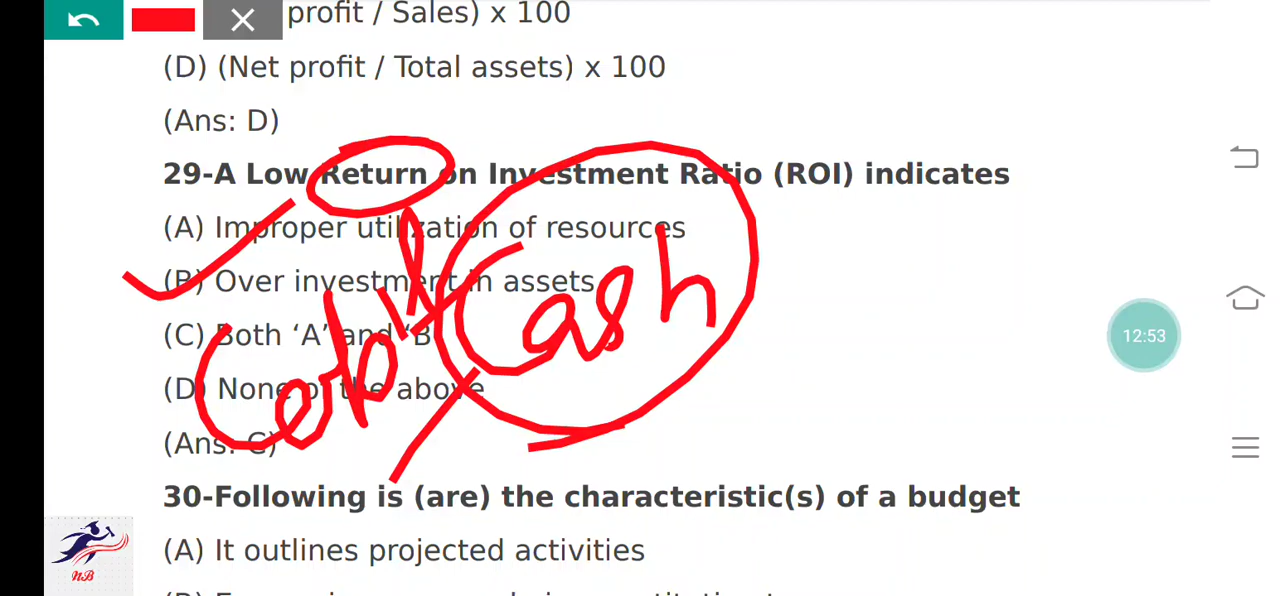 profit / Sales) x 100
(D) (Net profit / Total assets) x 100
(Ans: D)
29-A Low Return on Investment Ratio (ROI) indicates
(A) Improper utilization of resources
(B) Over investment in assets
(C) Both ‘A’ and ‘B’
(D) None of the above
(Ans: C)
Cash
12:53
30-Following is (are) the characteristic(s) of a budget
(A) It outlines projected activities
NB